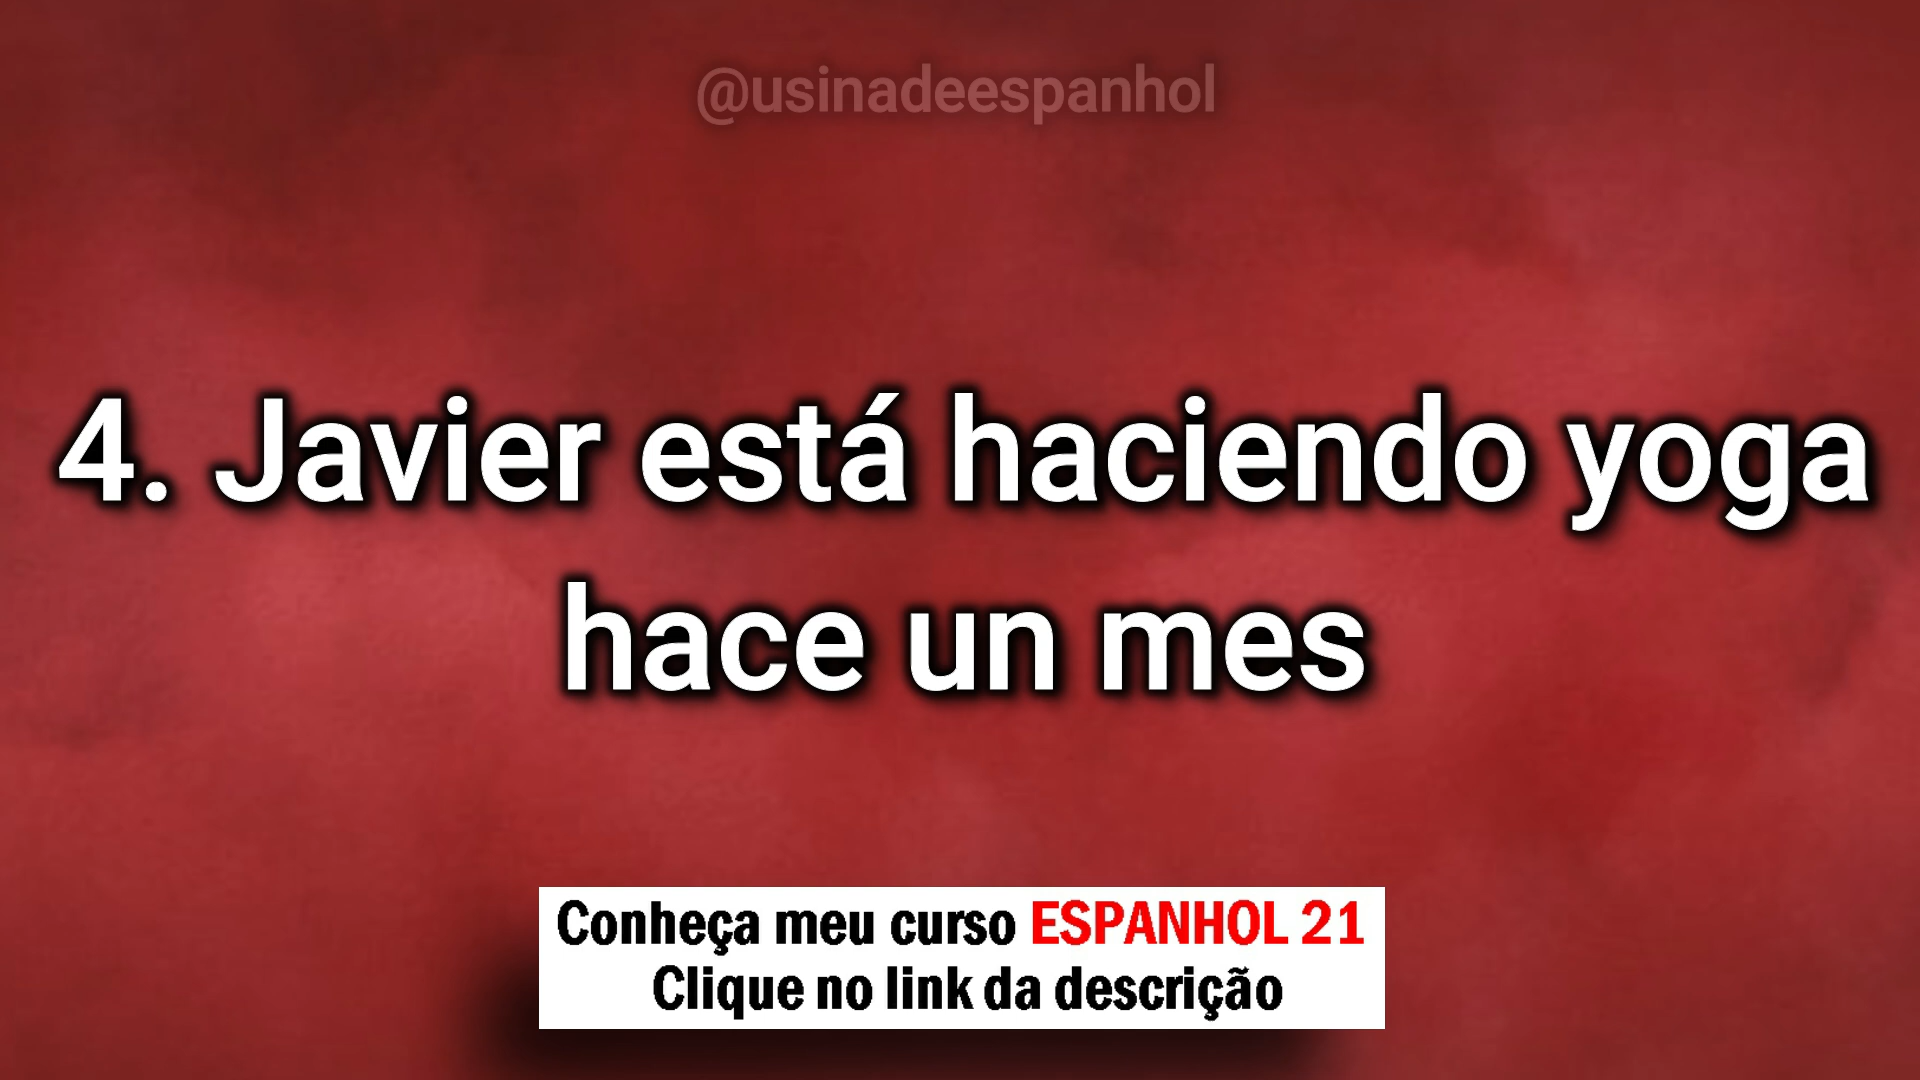 @usinadeespanhol
4. Javier está haciendo yoga
hace un mes
Conheça meu curso ESPANHOL 21
Clique no link da descrição